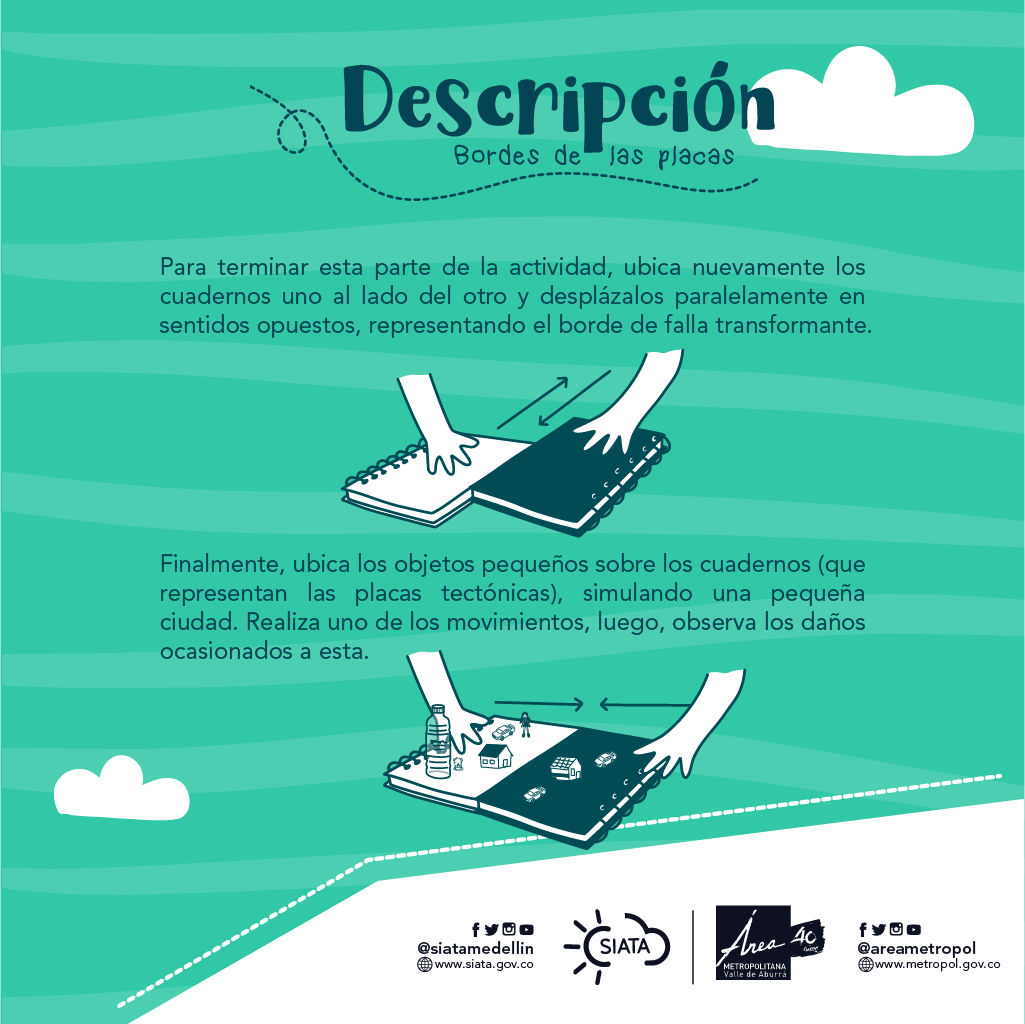 Descripción
Bordes de las placas
Para terminar esta parte de la actividad, ubica nuevamente los
cuadernos uno al lado del otro y desplázalos paralelamente en
sentidos opuestos, representando el borde de falla transformante.
Finalmente, ubica los objetos pequeños sobre los cuadernos (que
representan las placas tectónicas), simulando una pequeña
ciudad. Realiza uno de los movimientos, luego, observa los daños
ocasionados a esta.
@siatamedellin
www.siata.gov.co
SIATA
Área 40
METROPOLITANA
Valle de Aburrá
@areametropol
www.metropol.gov.co